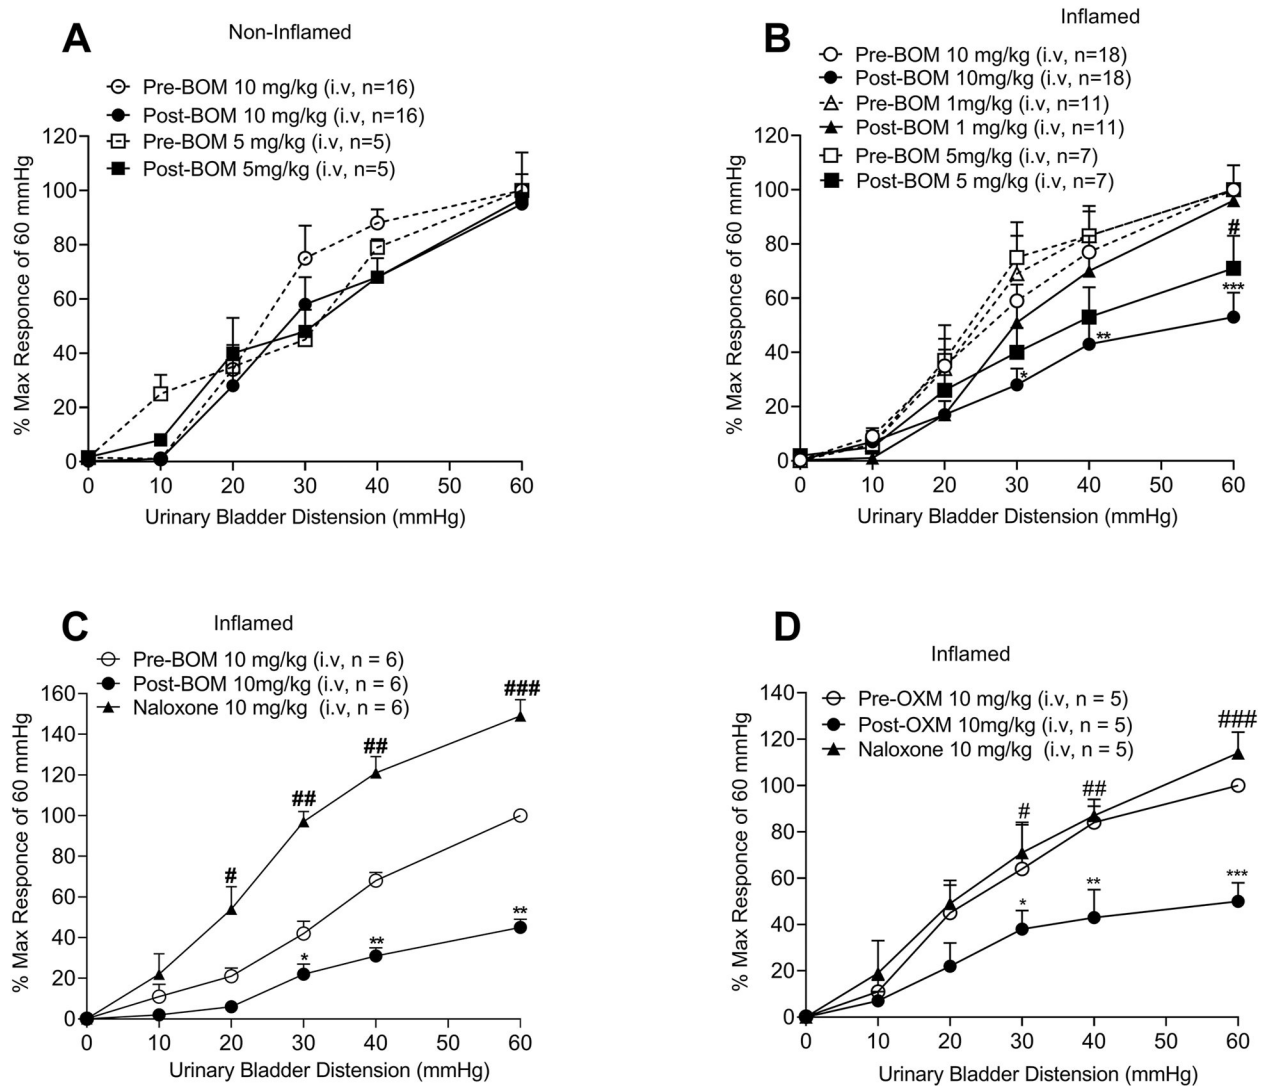 A
Non-Inflamed
Pre-BOM 10 mg/kg (i.v, n=16)
Post-BOM 10 mg/kg (i.v, n=16)
Pre-BOM 5 mg/kg (i.v, n=5)
Post-BOM 5mg/kg (i.v, n=5)
% Max Responce of 60 mmHg
120
100
80
60
40
20
0
0 10 20 30 40 50 60
Urinary Bladder Distension (mmHg)
B
Inflamed
Pre-BOM 10 mg/kg (i.v, n=18)
Post-BOM 10mg/kg (i.v, n=18)
Pre-BOM 1mg/kg (i.v, n=11)
Post-BOM 1 mg/kg (i.v, n=11)
Pre-BOM 5mg/kg (i.v, n=7)
Post-BOM 5 mg/kg (i.v, n=7)
% Max Responce of 60 mmHg
120
100
80
60
40
20
0
#
***
**
*
0 10 20 30 40 50 60
Urinary Bladder Distension (mmHg)
C
Inflamed
Pre-BOM 10 mg/kg (i.v, n = 6)
Post-BOM 10mg/kg (i.v, n = 6)
Naloxone 10 mg/kg (i.v, n = 6)
% Max Responce of 60 mmHg
160
140
120
100
80
60
40
20
0
###
##
##
#
**
**
*
0 10 20 30 40 50 60
Urinary Bladder Distension (mmHg)
D
Inflamed
Pre-OXM 10 mg/kg (i.v, n = 5)
Post-OXM 10mg/kg (i.v, n = 5)
Naloxone 10 mg/kg (i.v, n = 5)
% Max Responce of 60 mmHg
140
120
100
80
60
40
20
0
###
##
#
***
**
*
0 10 20 30 40 50 60
Urinary Bladder Distension (mmHg)